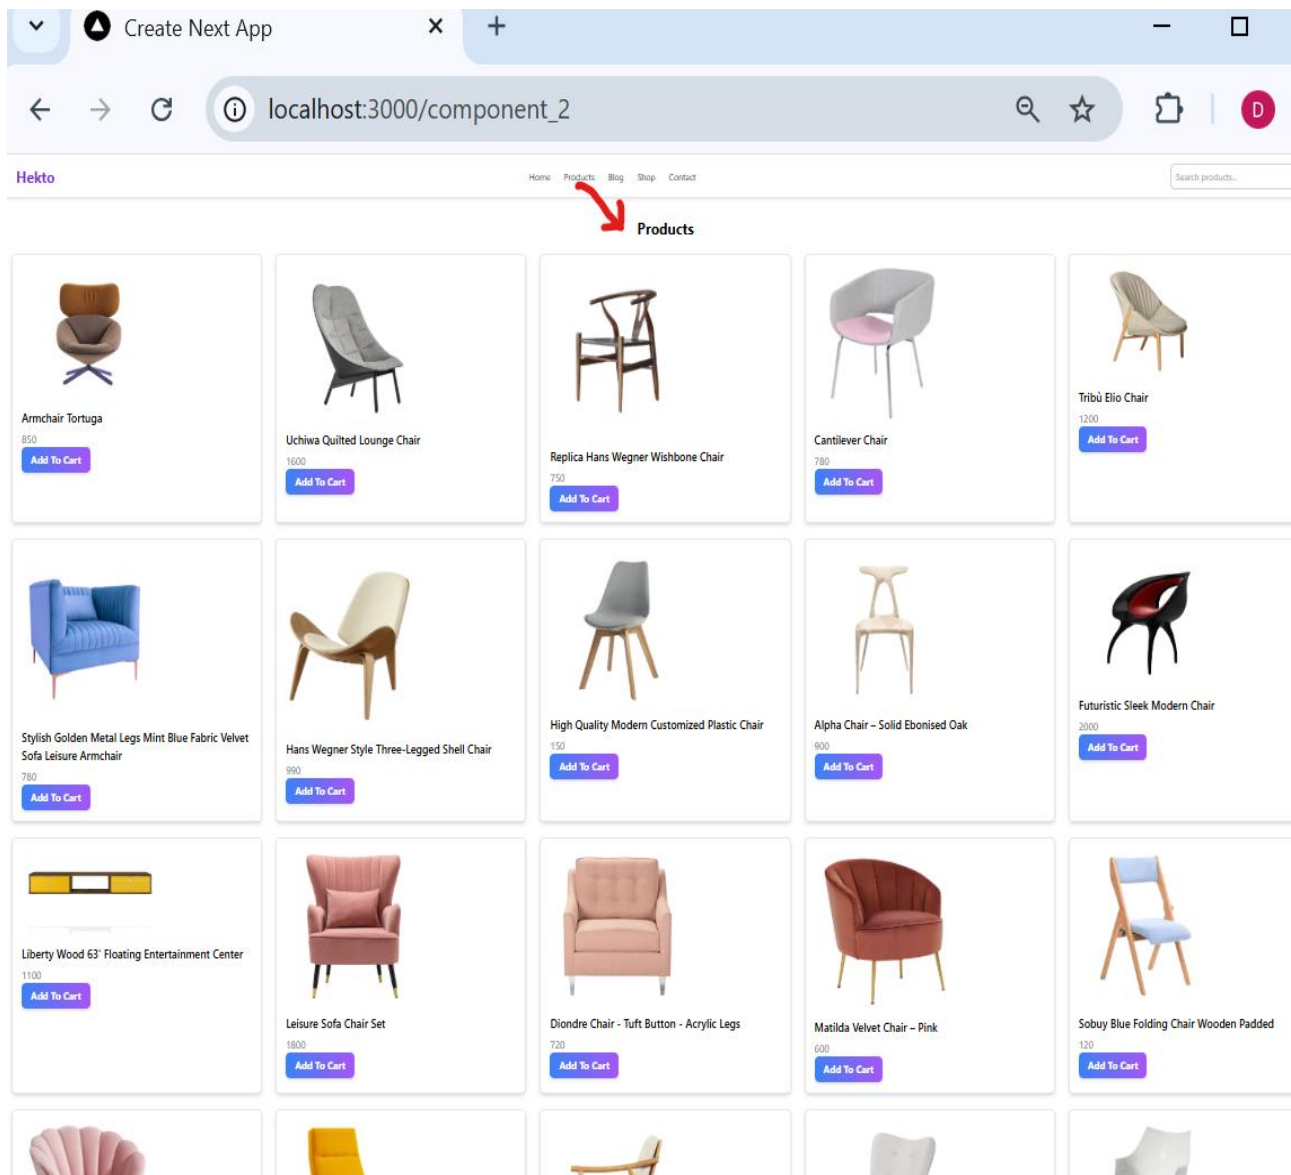 Create Next App
localhost:3000/component_2
D
Hekto
Home Products Blog Shop Contact
Search products...
Products
Armchair Tortuga
850
Add To Cart
Uchiwa Quilted Lounge Chair
1600
Add To Cart
Replica Hans Wegner Wishbone Chair
750
Add To Cart
Cantilever Chair
780
Add To Cart
Tribù Elio Chair
1200
Add To Cart
Stylish Golden Metal Legs Mint Blue Fabric Velvet
Sofa Leisure Armchair
780
Add To Cart
Hans Wegner Style Three-Legged Shell Chair
990
Add To Cart
High Quality Modern Customized Plastic Chair
150
Add To Cart
Alpha Chair – Solid Ebonised Oak
900
Add To Cart
Futuristic Sleek Modern Chair
2000
Add To Cart
Liberty Wood 63' Floating Entertainment Center
1100
Add To Cart
Leisure Sofa Chair Set
1800
Add To Cart
Diondre Chair - Tuft Button - Acrylic Legs
720
Add To Cart
Matilda Velvet Chair – Pink
600
Add To Cart
Sobuy Blue Folding Chair Wooden Padded
120
Add To Cart